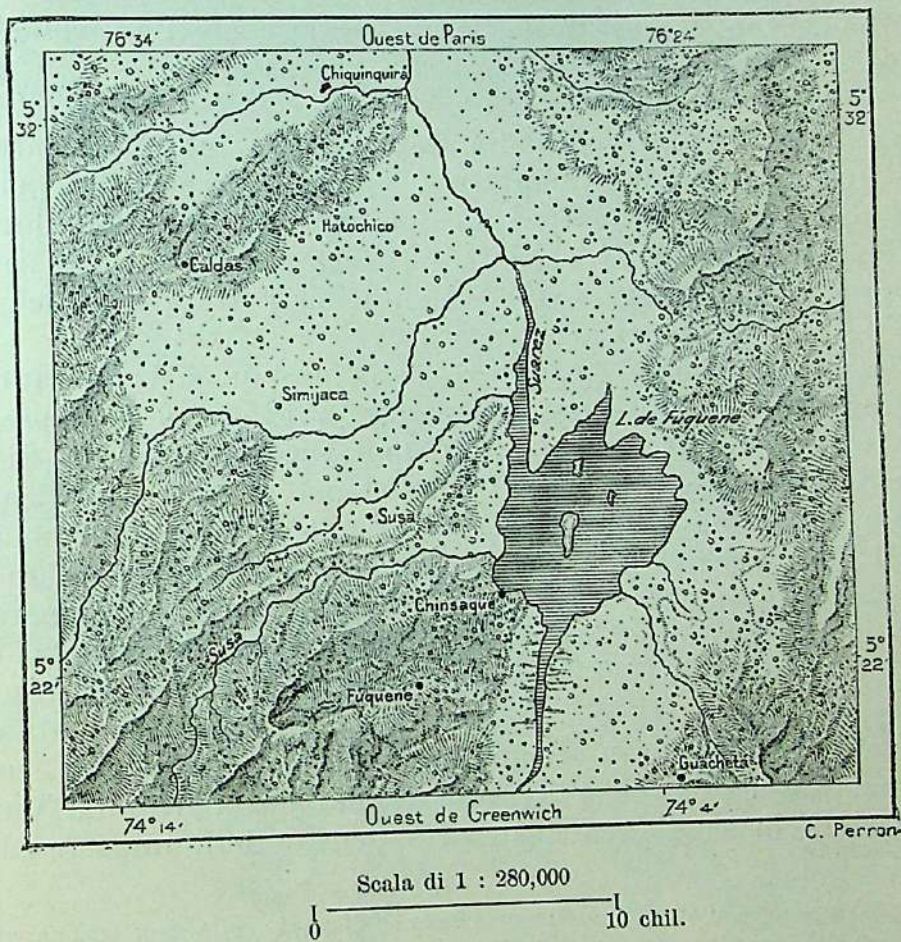 76°34′ Ouest de Paris 76°24′
Chiquinquirá
5°
32′
5°
32
Hatochico
Caldas
Suarez
Simijaca
L. de Fuquene
Susa
Chinsaque
Susa
5°
22′
5°
22′
Fuquene
Guachetá
74°14′ Ouest de Greenwich 74°4′
C. Perron
Scala di 1 : 280,000
0 10 chil.